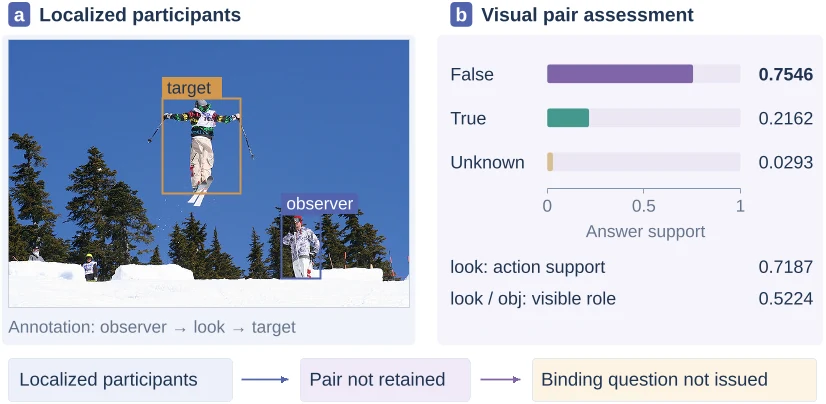 a Localized participants
target
observer
Annotation: observer → look → target
b Visual pair assessment
False 0.7546
True 0.2162
Unknown 0.0293
0 0.5 1
Answer support
look: action support 0.7187
look / obj: visible role 0.5224
Localized participants → Pair not retained → Binding question not issued